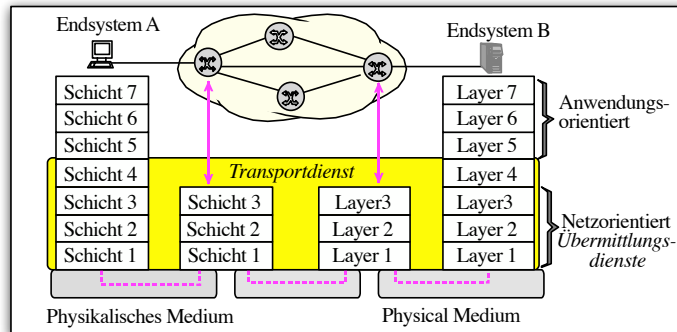 Endsystem A
Endsystem B
Schicht 7
Schicht 6
Schicht 5
Schicht 4
Schicht 3
Schicht 2
Schicht 1
Transportdienst
Schicht 3
Schicht 2
Schicht 1
Layer3
Layer 2
Layer 1
Layer 7
Layer 6
Layer 5
Layer 4
Layer3
Layer 2
Layer 1
Anwendungs-
orientiert
Netzorientiert
Übermittlungs-
dienste
Physikalisches Medium
Physical Medium